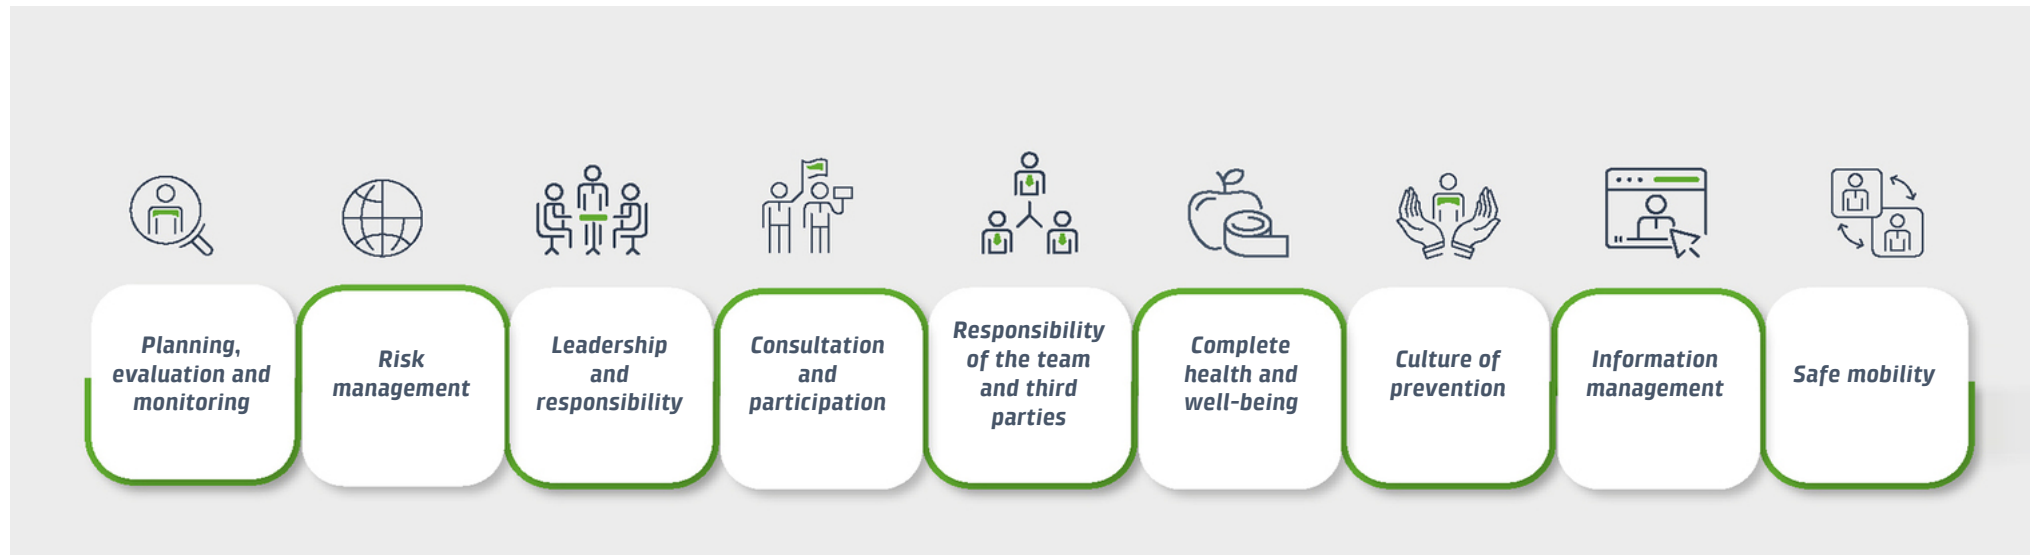 Planning,
evaluation and
monitoring
Risk
management
Leadership
and
responsibility
Consultation
and
participation
Responsibility
of the team
and third
parties
Complete
health and
well-being
Culture of
prevention
Information
management
Safe mobility